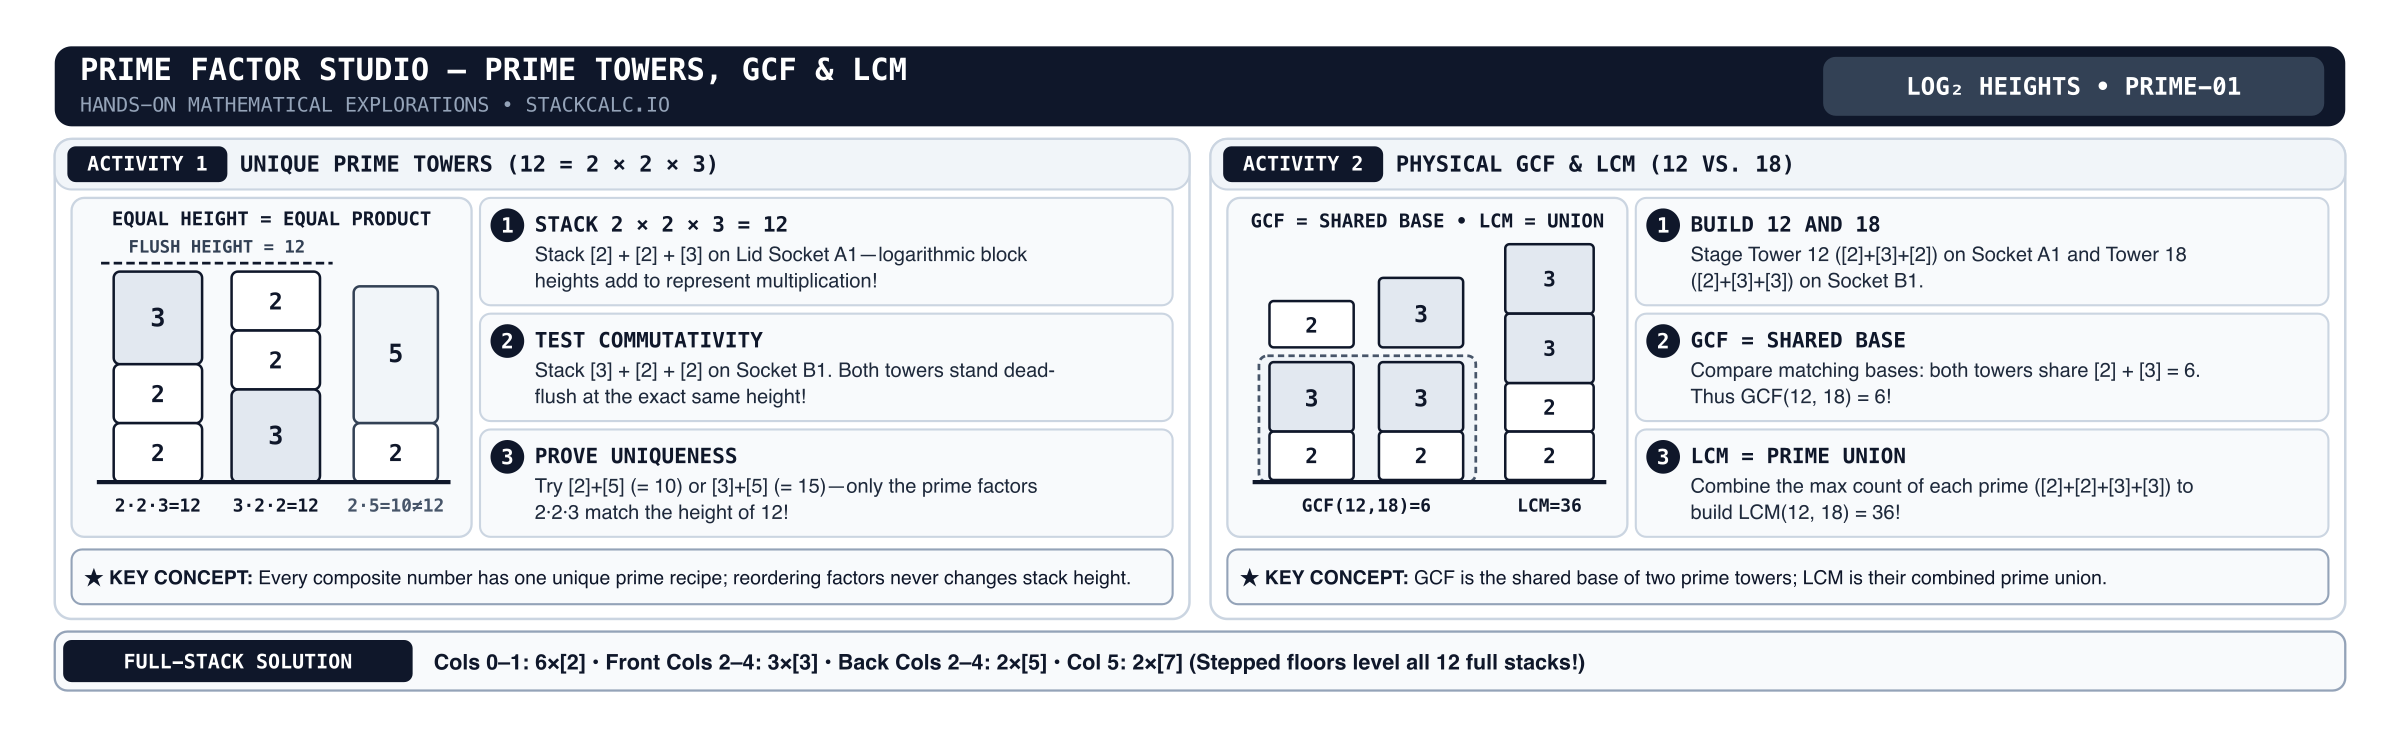 PRIME FACTOR STUDIO — PRIME TOWERS, GCF & LCM
HANDS-ON MATHEMATICAL EXPLORATIONS • STACKCALC.IO
LOG₂ HEIGHTS • PRIME-01
ACTIVITY 1
UNIQUE PRIME TOWERS (12 = 2 × 2 × 3)
EQUAL HEIGHT = EQUAL PRODUCT
FLUSH HEIGHT = 12
3
2
2
2
2
3
5
2
2·2·3=12
3·2·2=12
2·5=10≠12
1
STACK 2 × 2 × 3 = 12
Stack [2] + [2] + [3] on Lid Socket A1—logarithmic block
heights add to represent multiplication!
2
TEST COMMUTATIVITY
Stack [3] + [2] + [2] on Socket B1. Both towers stand dead-
flush at the exact same height!
3
PROVE UNIQUENESS
Try [2]+[5] (= 10) or [3]+[5] (= 15)—only the prime factors
2·2·3 match the height of 12!
★ KEY CONCEPT: Every composite number has one unique prime recipe; reordering factors never changes stack height.
ACTIVITY 2
PHYSICAL GCF & LCM (12 VS. 18)
GCF = SHARED BASE • LCM = UNION
2
3
2
3
3
2
3
3
2
2
GCF(12,18)=6
LCM=36
1
BUILD 12 AND 18
Stage Tower 12 ([2]+[3]+[2]) on Socket A1 and Tower 18
([2]+[3]+[3]) on Socket B1.
2
GCF = SHARED BASE
Compare matching bases: both towers share [2] + [3] = 6.
Thus GCF(12, 18) = 6!
3
LCM = PRIME UNION
Combine the max count of each prime ([2]+[2]+[3]+[3]) to
build LCM(12, 18) = 36!
★ KEY CONCEPT: GCF is the shared base of two prime towers; LCM is their combined prime union.
FULL-STACK SOLUTION
Cols 0–1: 6×[2] • Front Cols 2–4: 3×[3] • Back Cols 2–4: 2×[5] • Col 5: 2×[7] (Stepped floors level all 12 full stacks!)